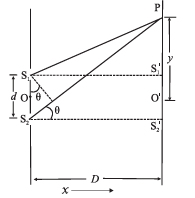 P
S₁ S₁'
θ
d O O' y
θ
S₂ S₂'
D
x